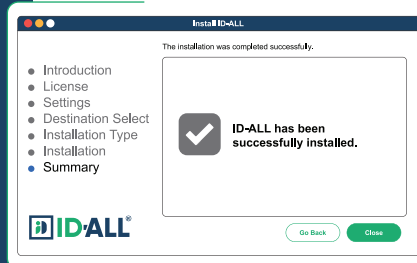 Install ID-ALL
The installation was completed successfully.
Introduction
License
Settings
Destination Select
Installation Type
Installation
Summary
ID-ALL has been
successfully installed.
ID-ALL®
Go Back
Close